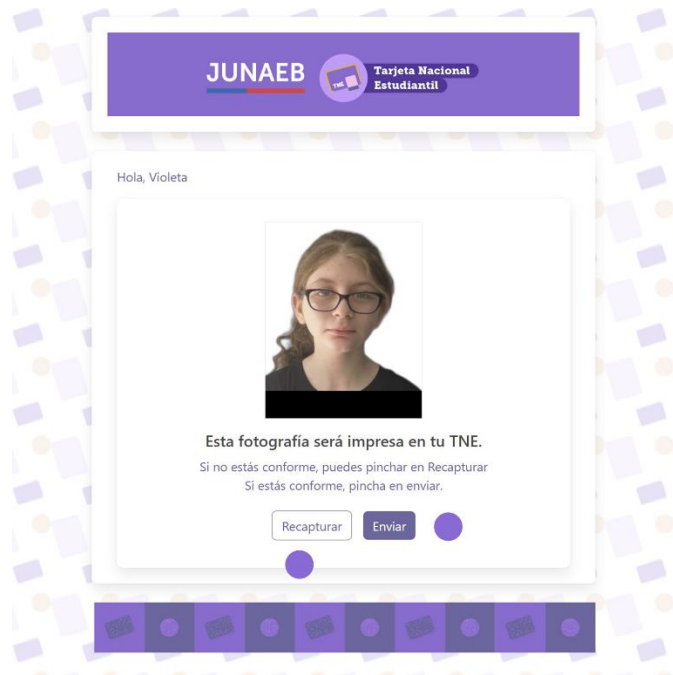 JUNAEB
TNE
Tarjeta Nacional
Estudiantil
Hola, Violeta
Esta fotografía será impresa en tu TNE.
Si no estás conforme, puedes pinchar en Recapturar
Si estás conforme, pincha en enviar.
Recapturar
Enviar